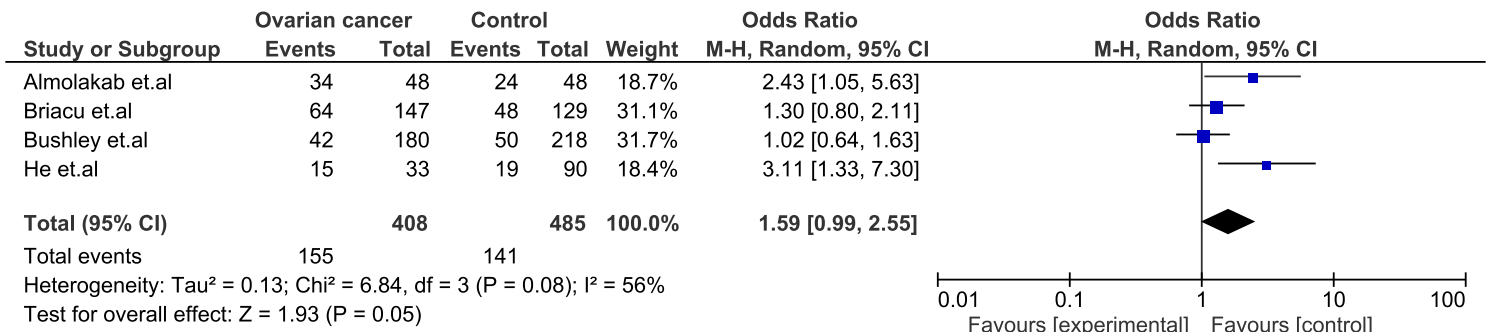 Ovarian cancer Control Odds Ratio Odds Ratio
Study or Subgroup Events Total Events Total Weight M-H, Random, 95% CI M-H, Random, 95% CI
Almolakab et.al 34 48 24 48 18.7% 2.43 [1.05, 5.63]
Briacu et.al 64 147 48 129 31.1% 1.30 [0.80, 2.11]
Bushley et.al 42 180 50 218 31.7% 1.02 [0.64, 1.63]
He et.al 15 33 19 90 18.4% 3.11 [1.33, 7.30]
Total (95% CI) 408 485 100.0% 1.59 [0.99, 2.55]
Total events 155 141
Heterogeneity: Tau² = 0.13; Chi² = 6.84, df = 3 (P = 0.08); I² = 56%
Test for overall effect: Z = 1.93 (P = 0.05)
0.01 0.1 1 10 100
Favours [experimental] Favours [control]